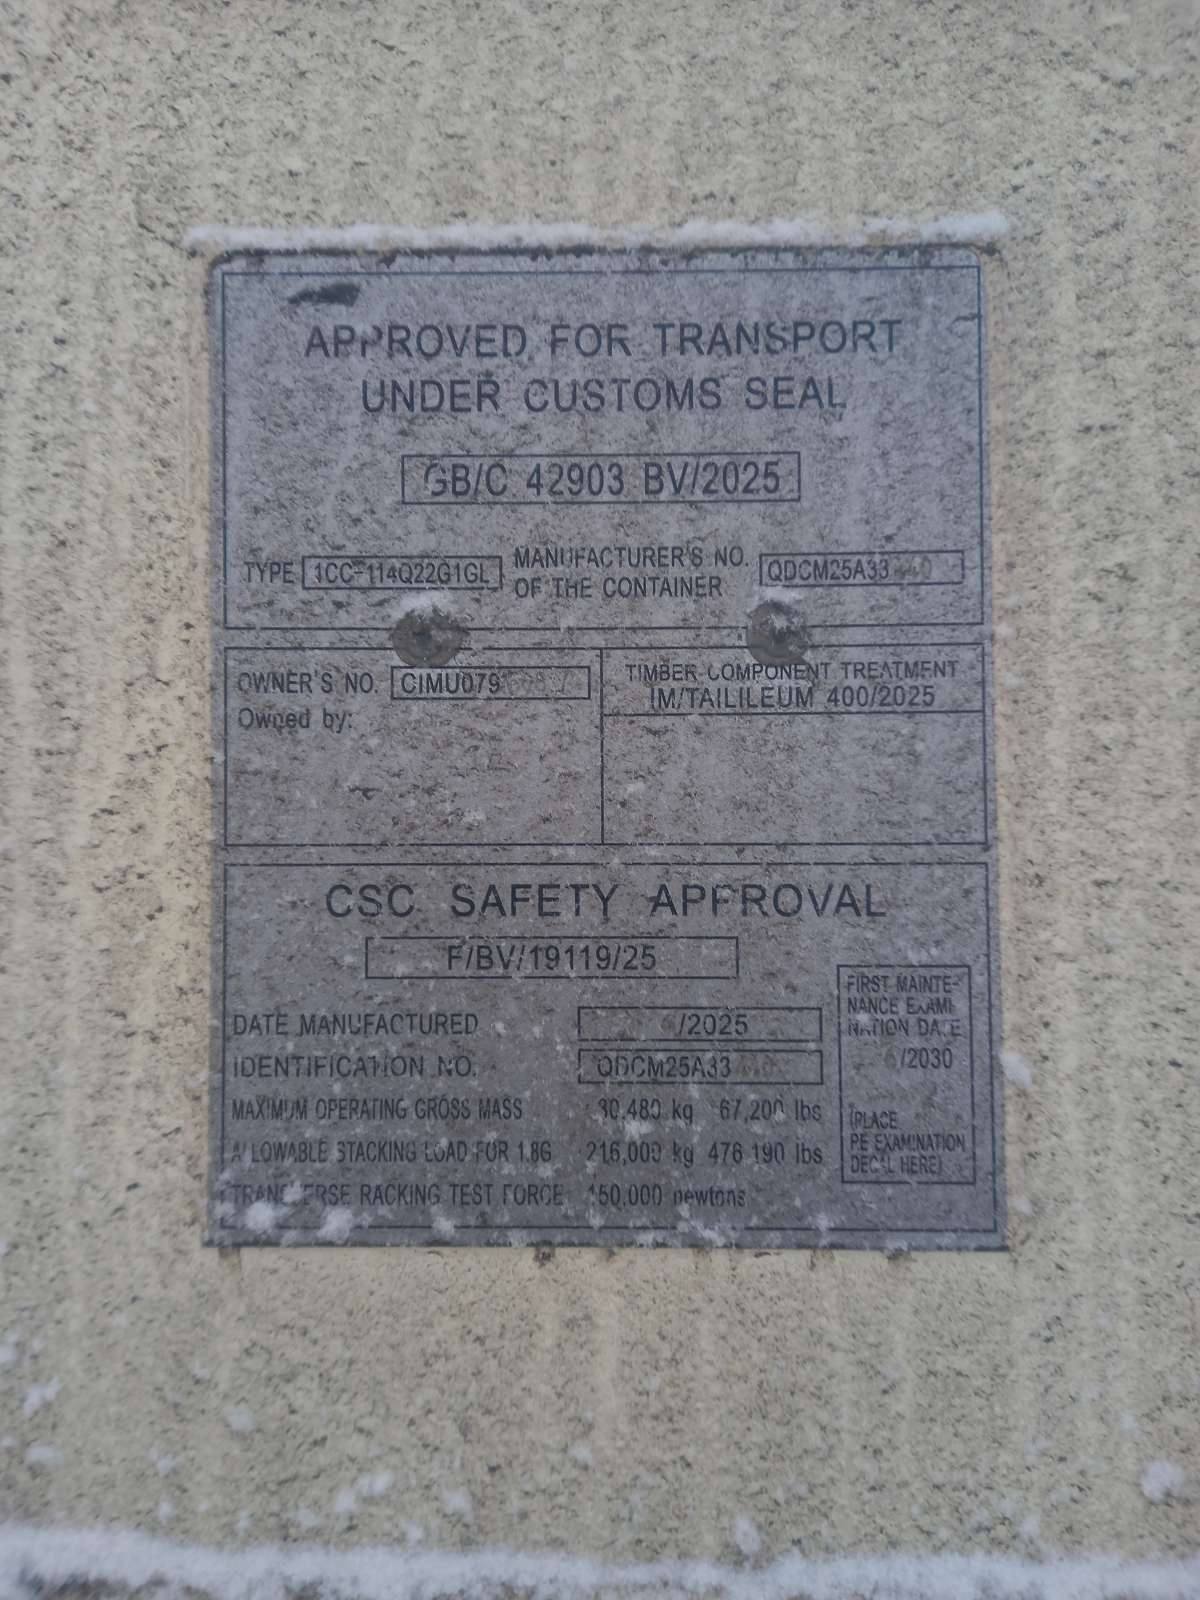 APPROVED FOR TRANSPORT
UNDER CUSTOMS SEAL
GB/C 42903 BV/2025
TYPE 1CC-114Q22G1GL MANUFACTURER'S NO. OF THE CONTAINER
OWNER'S NO.
Owned by:
TIMBER COMPONENT TREATMENT
IM/TAILILEUM 400/2025
CSC SAFETY APPROVAL
F/BV/19119/25
DATE MANUFACTURED /2025
IDENTIFICATION NO.
MAXIMUM OPERATING GROSS MASS 30,480 kg 67,200 lbs
ALLOWABLE STACKING LOAD FOR 1.8G 216,000 kg 476 190 lbs
TRANSVERSE RACKING TEST FORCE 150,000 newtons
FIRST MAINTE-
NANCE EXAMI
NATION DATE
/2030
(PLACE
PE EXAMINATION
DECAL HERE)